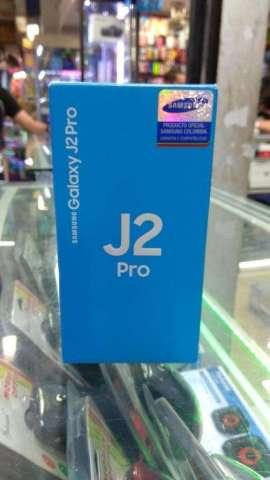 SAMSUNG Galaxy J2 Pro
SAMSUNG
PRODUCTO OFICIAL
SAMSUNG COLOMBIA
J2
Pro